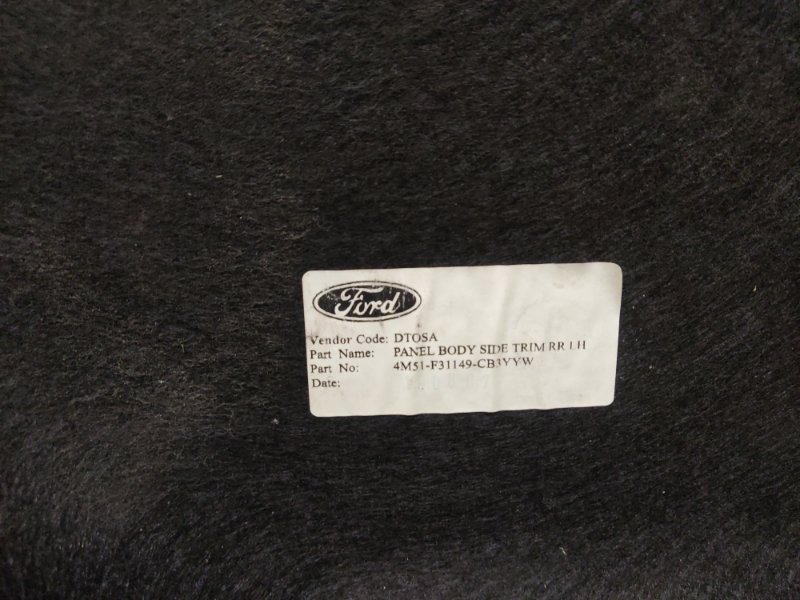 Ford
Vendor Code: DTOSA
Part Name: PANEL BODY SIDE TRIM RR LH
Part No: 4M51-F31149-CB3YYW
Date: